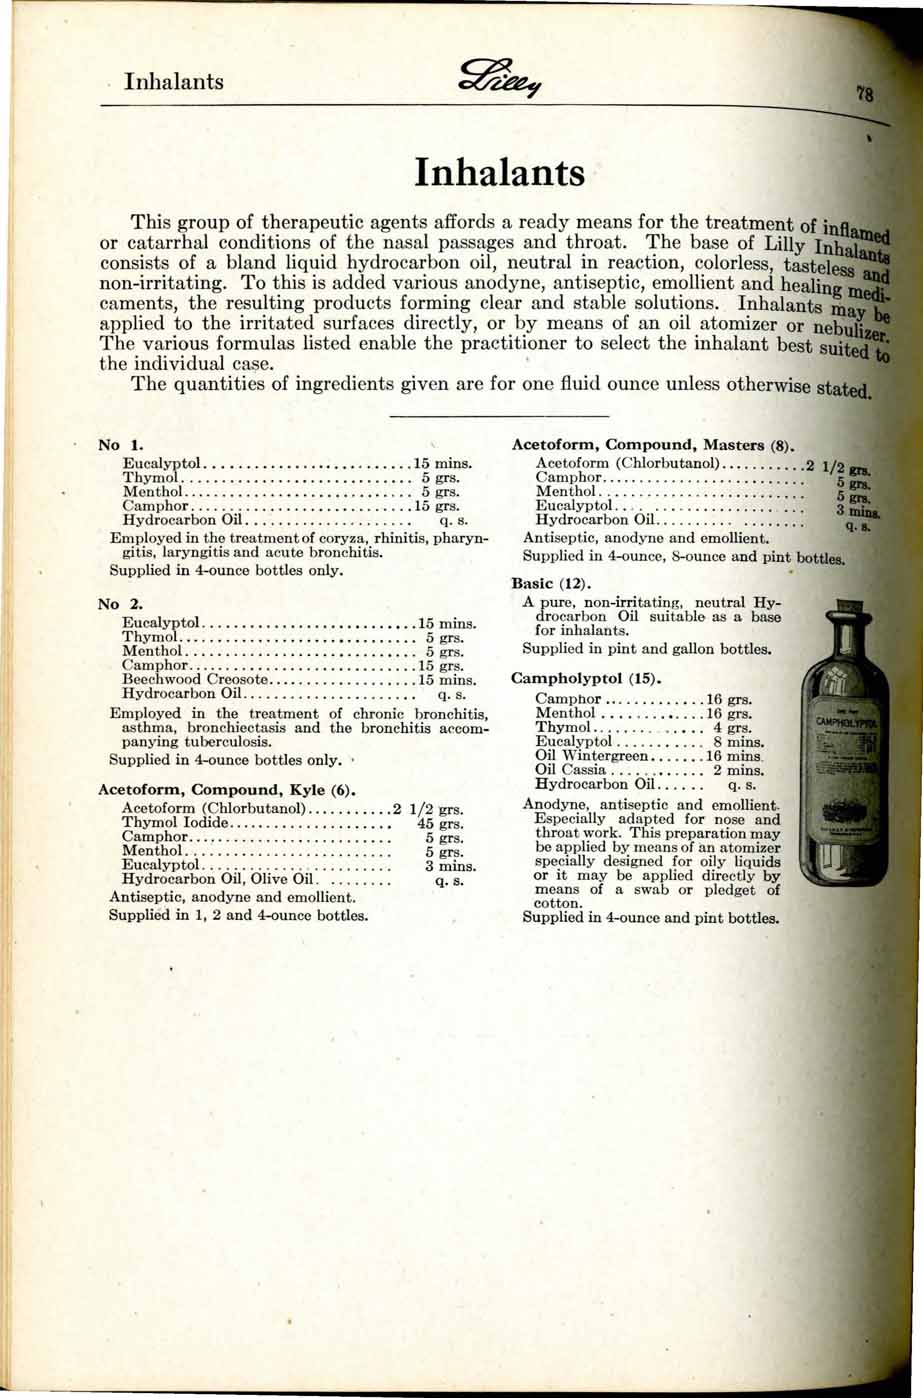 Inhalants
Lilly
78
Inhalants
This group of therapeutic agents affords a ready means for the treatment of inflamed
or catarrhal conditions of the nasal passages and throat. The base of Lilly Inhalants
consists of a bland liquid hydrocarbon oil, neutral in reaction, colorless, tasteless and
non-irritating. To this is added various anodyne, antiseptic, emollient and healing medi-
caments, the resulting products forming clear and stable solutions. Inhalants may be
applied to the irritated surfaces directly, or by means of an oil atomizer or nebulizer.
The various formulas listed enable the practitioner to select the inhalant best suited to
the individual case.
The quantities of ingredients given are for one fluid ounce unless otherwise stated.
No 1.
Eucalyptol..........................15 mins.
Thymol............................. 5 grs.
Menthol............................ 5 grs.
Camphor............................15 grs.
Hydrocarbon Oil..................... q. s.
Employed in the treatment of coryza, rhinitis, pharyn-
gitis, laryngitis and acute bronchitis.
Supplied in 4-ounce bottles only.
No 2.
Eucalyptol...........................15 mins.
Thymol.............................. 5 grs.
Menthol............................. 5 grs.
Camphor.............................15 grs.
Beechwood Creosote...................15 mins.
Hydrocarbon Oil...................... q. s.
Employed in the treatment of chronic bronchitis,
asthma, bronchiectasis and the bronchitis accom-
panying tuberculosis.
Supplied in 4-ounce bottles only.
Acetoform, Compound, Kyle (6).
Acetoform (Chlorbutanol)...........2 1/2 grs.
Thymol Iodide..................... 45 grs.
Camphor.......................... 5 grs.
Menthol.......................... 5 grs.
Eucalyptol........................ 3 mins.
Hydrocarbon Oil, Olive Oil. ........ q. s.
Antiseptic, anodyne and emollient.
Supplied in 1, 2 and 4-ounce bottles.
Acetoform, Compound, Masters (8).
Acetoform (Chlorbutanol)...........2 1/2 grs.
Camphor.......................... 5 grs.
Menthol.......................... 5 grs.
Eucalyptol........................ 3 mins.
Hydrocarbon Oil................... q. s.
Antiseptic, anodyne and emollient.
Supplied in 4-ounce, 8-ounce and pint bottles.
Basic (12).
A pure, non-irritating, neutral Hy-
drocarbon Oil suitable as a base
for inhalants.
Supplied in pint and gallon bottles.
Campholyptol (15).
Camphor.............16 grs.
Menthol.............16 grs.
Thymol.............. 4 grs.
Eucalyptol........... 8 mins.
Oil Wintergreen.......16 mins.
Oil Cassia............ 2 mins.
Hydrocarbon Oil...... q. s.
Anodyne, antiseptic and emollient.
Especially adapted for nose and
throat work. This preparation may
be applied by means of an atomizer
specially designed for oily liquids
or it may be applied directly by
means of a swab or pledget of
cotton.
Supplied in 4-ounce and pint bottles.
CAMPHOLYPTOL